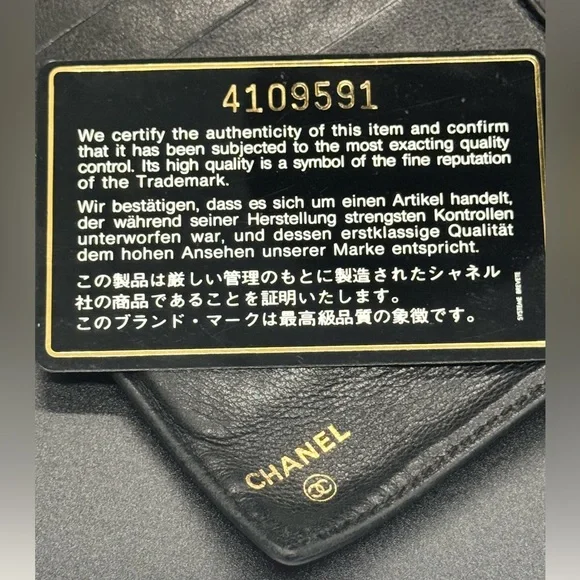 4109591
We certify the authenticity of this item and confirm
that it has been subjected to the most exacting quality
control. Its high quality is a symbol of the fine reputation
of the Trademark.
Wir bestätigen, dass es sich um einen Artikel handelt,
der während seiner Herstellung strengsten Kontrollen
unterworfen war, und dessen erstklassige Qualität
dem hohen Ansehen unserer Marke entspricht.
この製品は厳しい管理のもとに製造されたシャネル
社の商品であることを証明いたします。
このブランド・マークは最高級品質の象徴です。
SYSTEME BREVETE
CHANEL